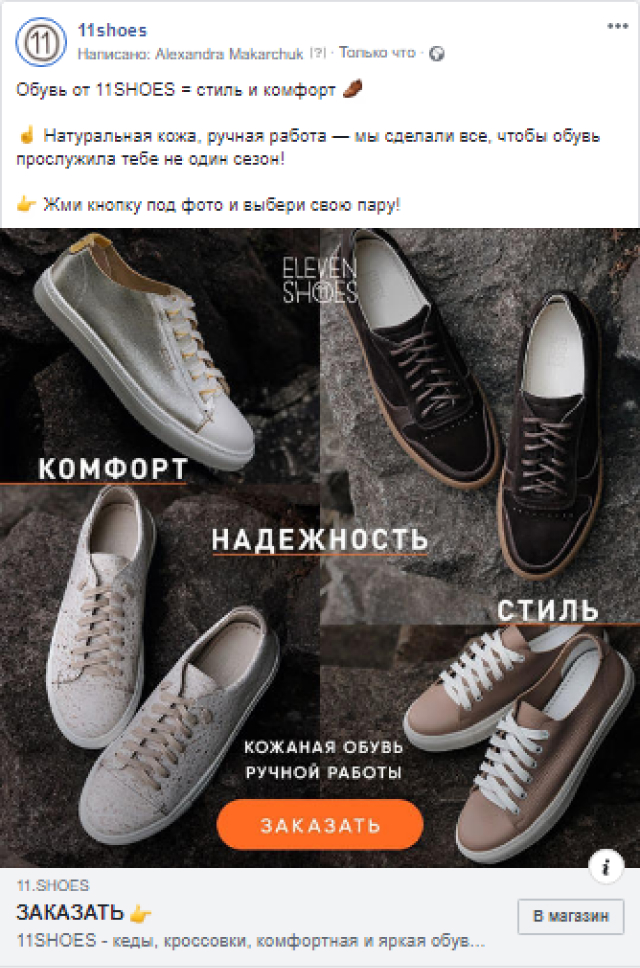 11shoes
Написано: Alexandra Makarchuk [?] · Только что ·
Обувь от 11SHOES = стиль и комфорт
Натуральная кожа, ручная работа — мы сделали все, чтобы обувь
прослужила тебе не один сезон!
Жми кнопку под фото и выбери свою пару!
ELEVEN
SHOES
КОМФОРТ
НАДЕЖНОСТЬ
СТИЛЬ
КОЖАНАЯ ОБУВЬ
РУЧНОЙ РАБОТЫ
ЗАКАЗАТЬ
11.SHOES
ЗАКАЗАТЬ
В магазин
11SHOES - кеды, кроссовки, комфортная и яркая обув...